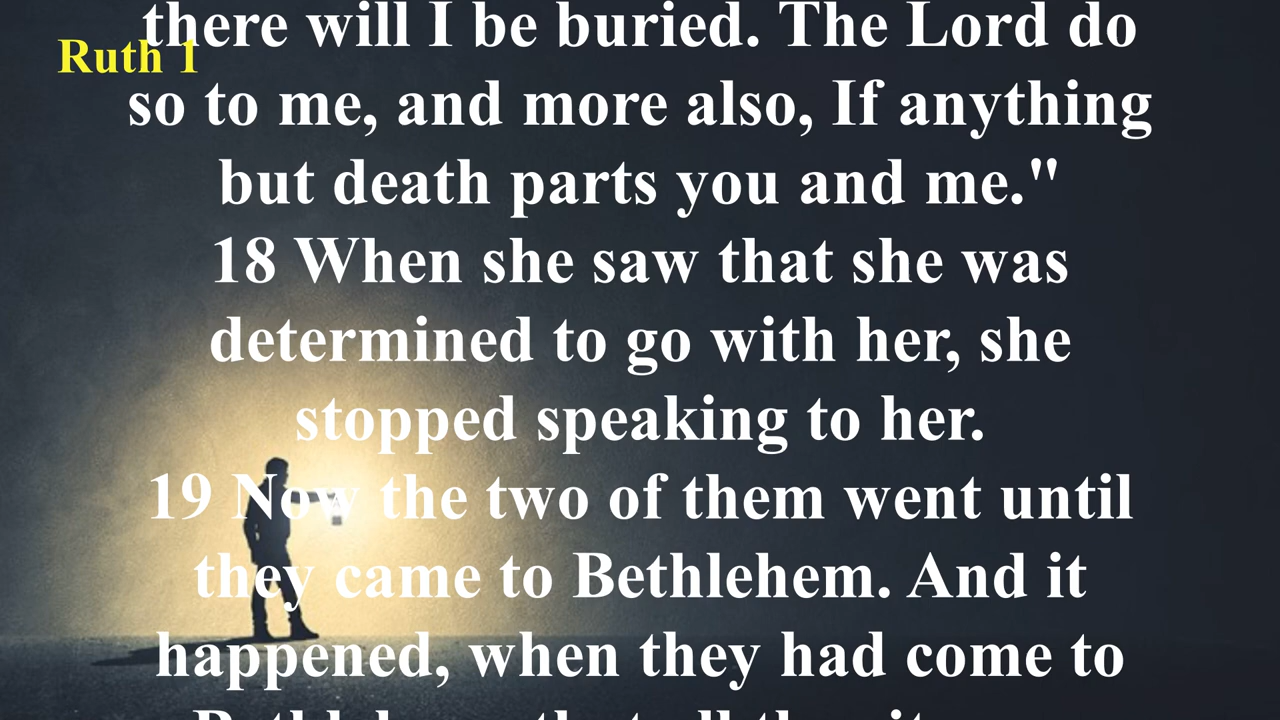 there will I be buried. The Lord do
Ruth 1
so to me, and more also, If anything
but death parts you and me."
18 When she saw that she was
determined to go with her, she
stopped speaking to her.
19 Now the two of them went until
they came to Bethlehem. And it
happened, when they had come to